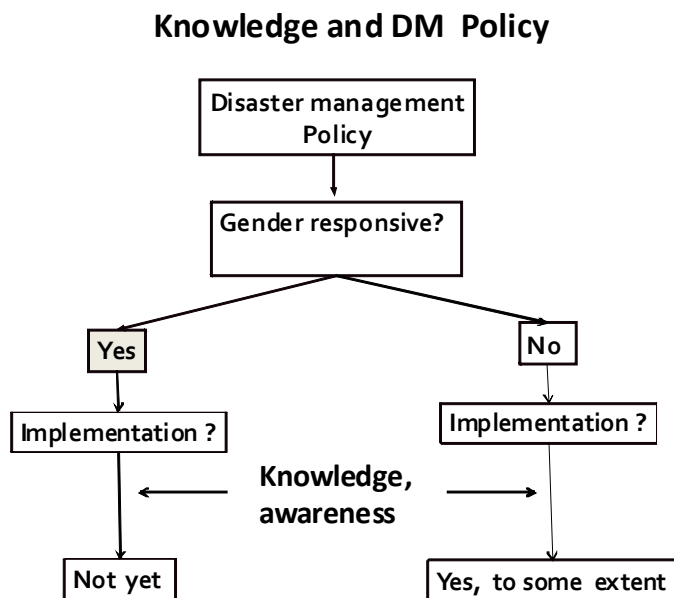 Knowledge and DM Policy
Disaster management
Policy
Gender responsive?
Yes
No
Implementation ?
Implementation ?
Knowledge,
awareness
Not yet
Yes, to some extent